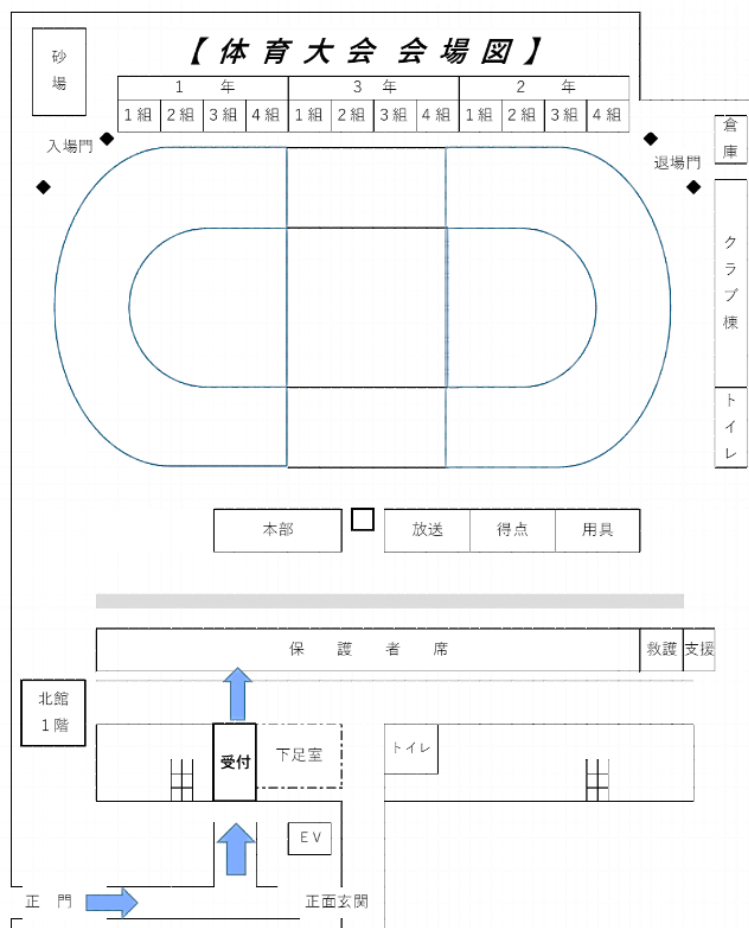 【体育大会会場図】
砂場
1年 3年 2年
1組 2組 3組 4組 1組 2組 3組 4組 1組 2組 3組 4組
倉庫
入場門
退場門
クラブ棟
トイレ
本部 放送 得点 用具
保護者席 救護 支援
北館
1階
受付 下足室 トイレ
EV
正門 正面玄関